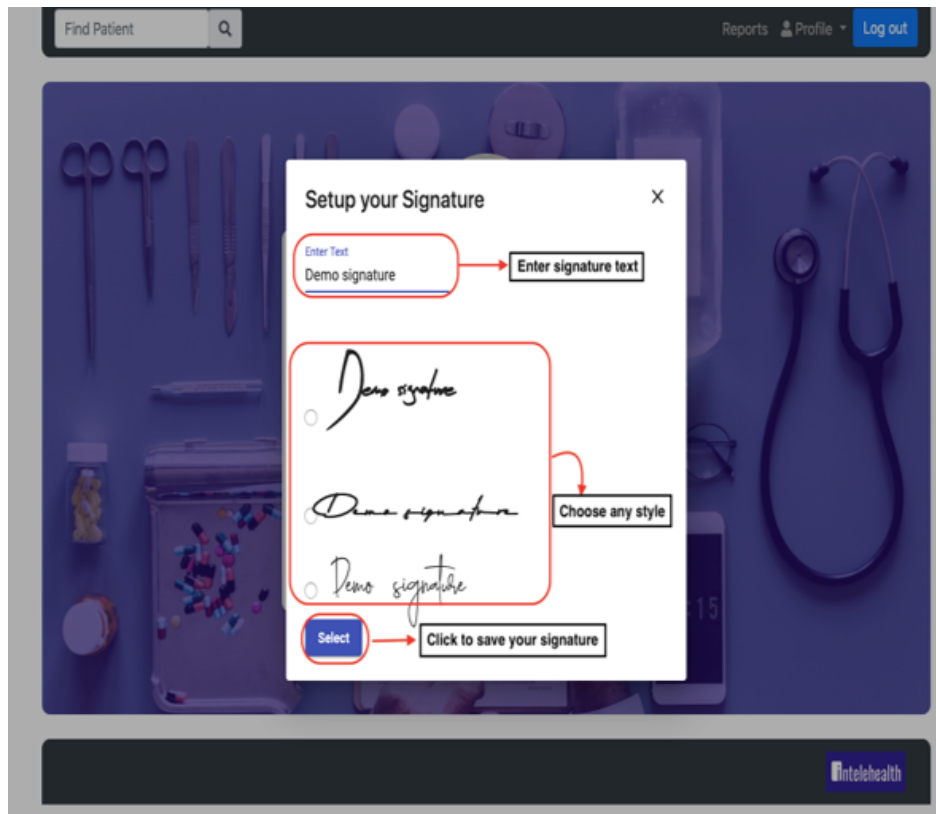 Find Patient
Reports Profile Log out
Setup your Signature X
Enter Text
Demo signature
Enter signature text
Demo signature
Demo signature
Choose any style
Demo signature
Select
Click to save your signature
:15
intelehealth